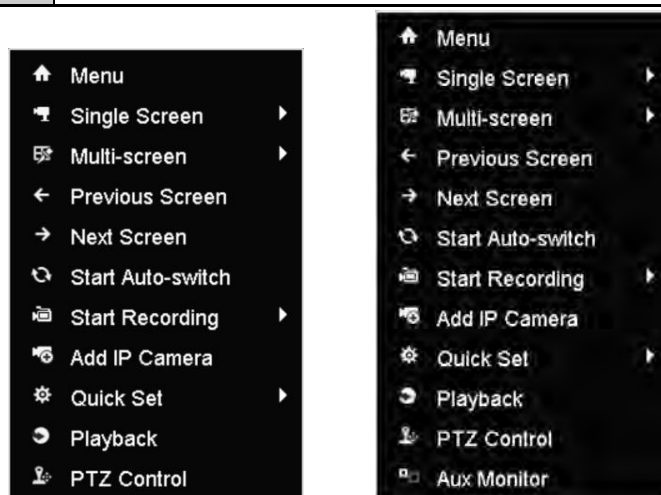 Menu
Single Screen
Multi-screen
Previous Screen
Next Screen
Start Auto-switch
Start Recording
Add IP Camera
Quick Set
Playback
PTZ Control
Menu
Single Screen
Multi-screen
Previous Screen
Next Screen
Start Auto-switch
Start Recording
Add IP Camera
Quick Set
Playback
PTZ Control
Aux Monitor